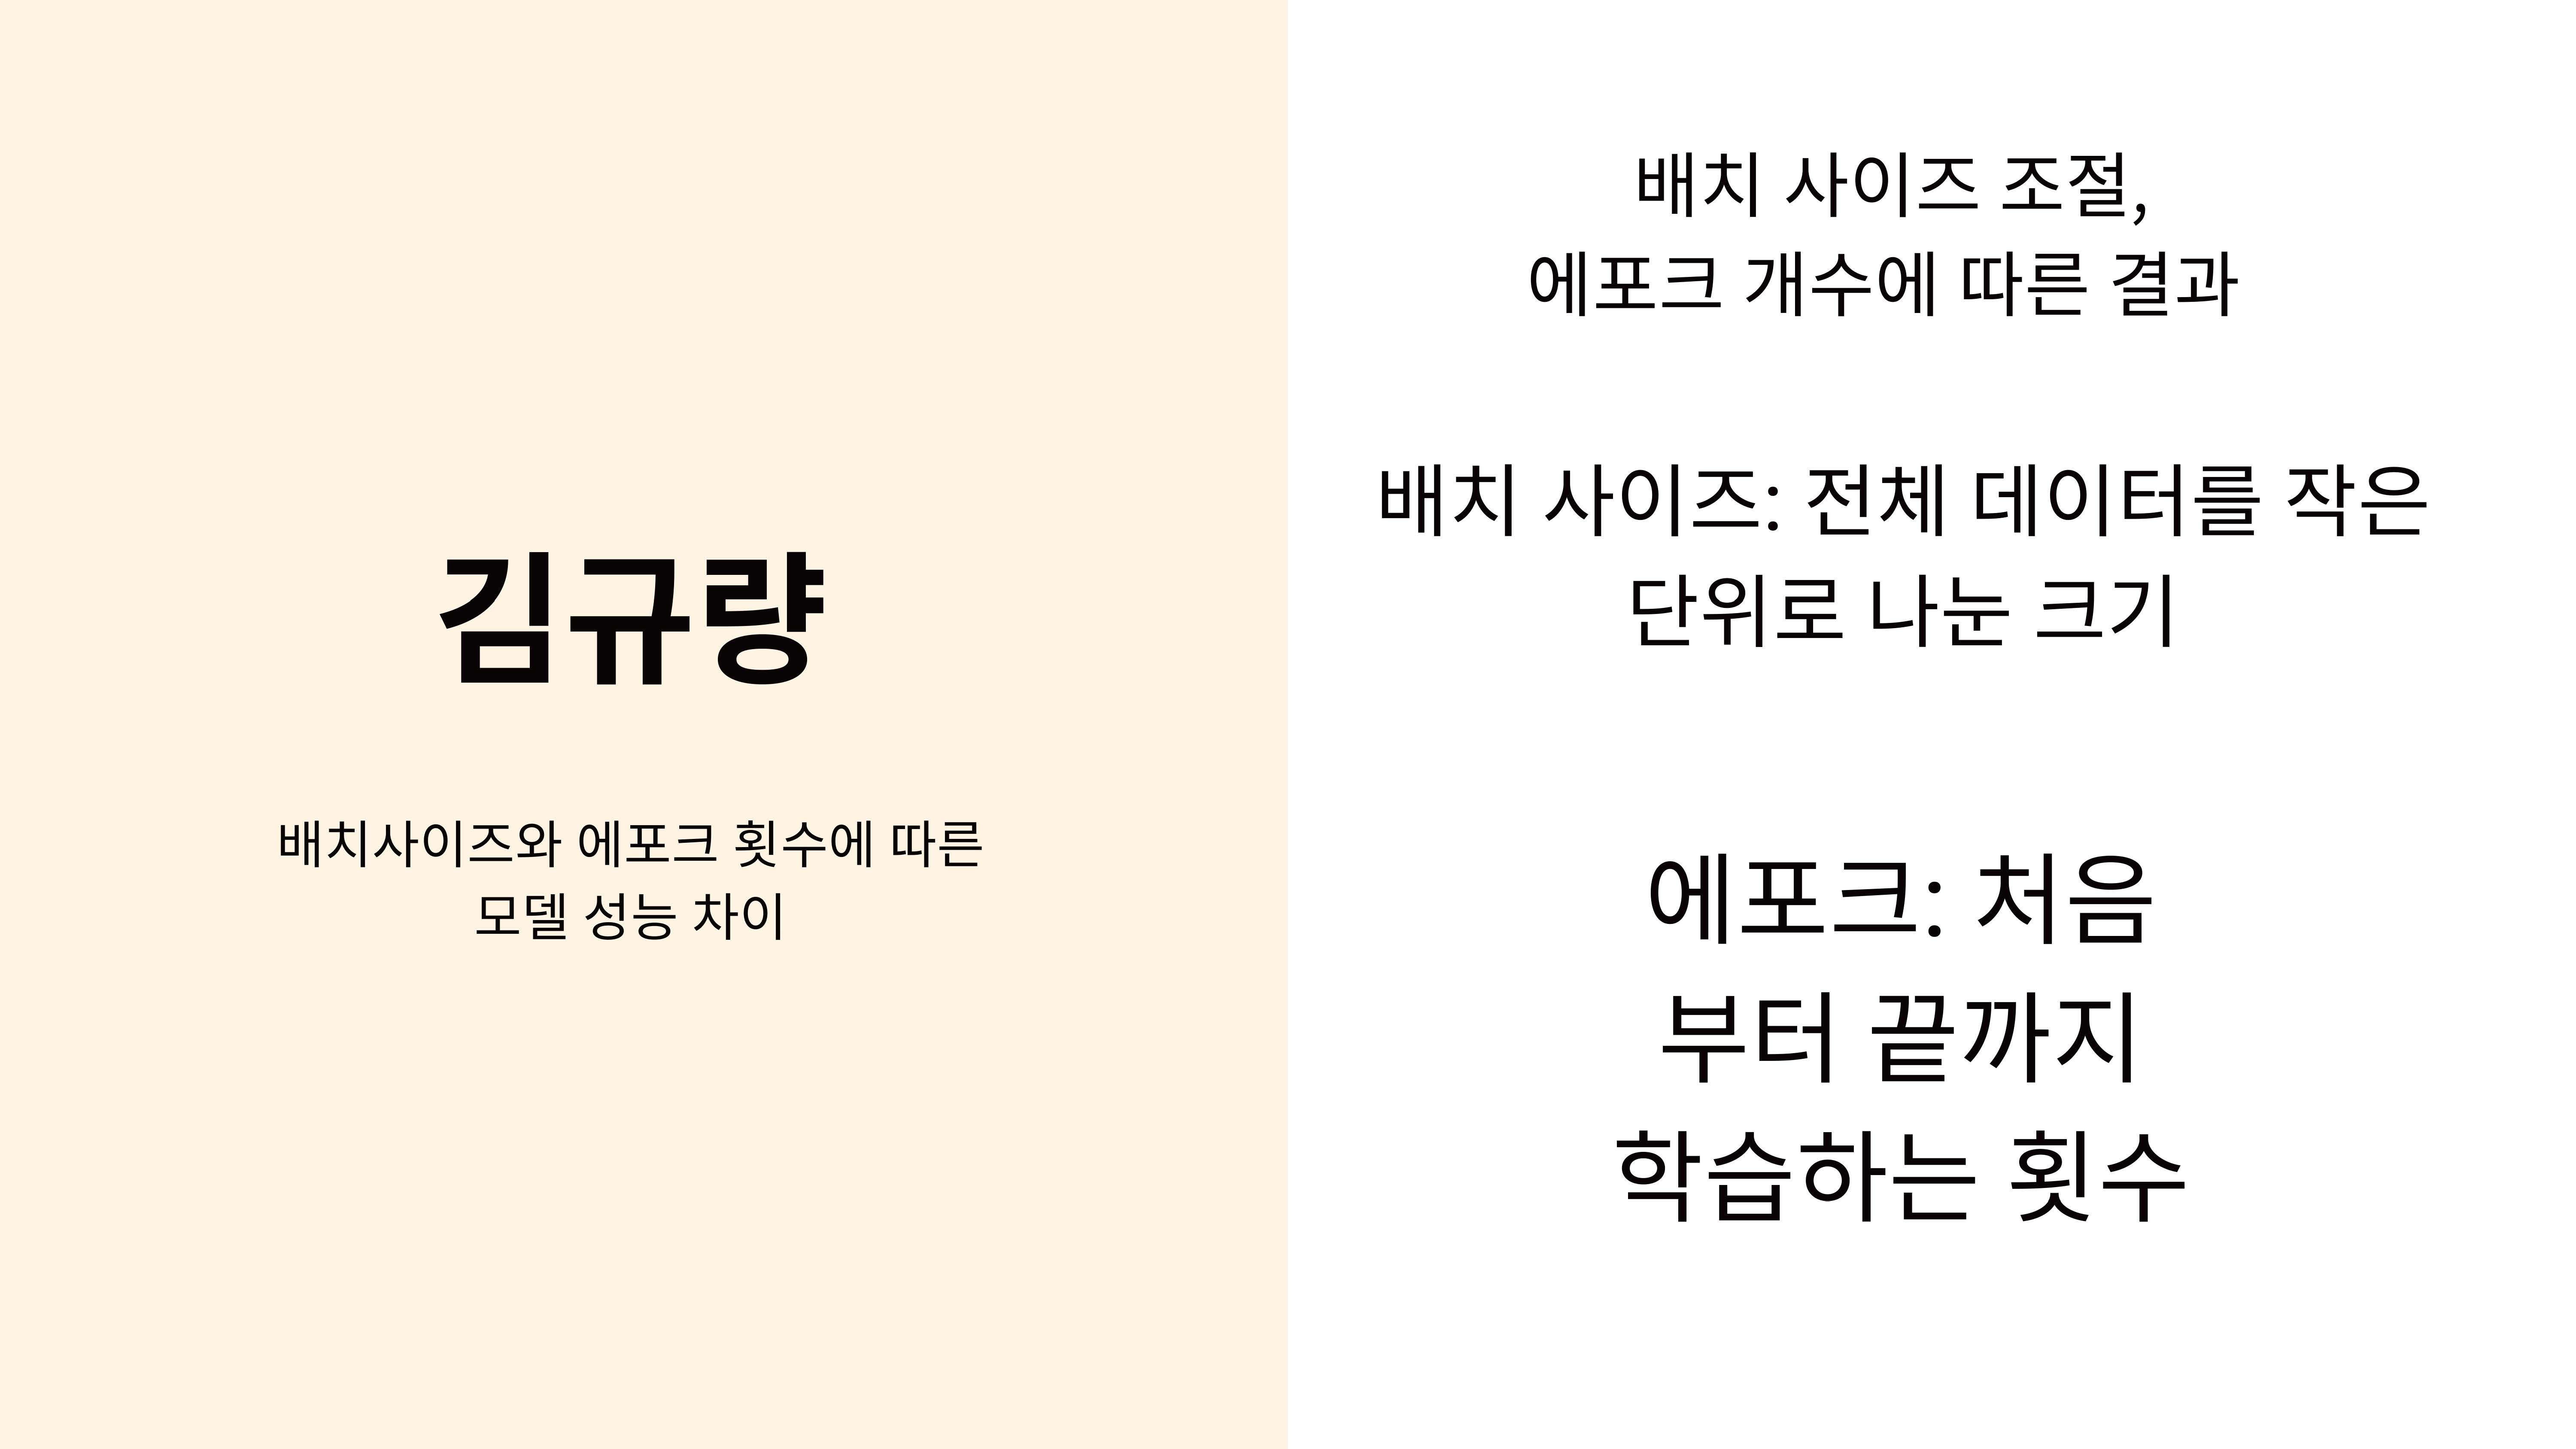 김규량
배치사이즈와 에포크 횟수에 따른
모델 성능 차이
배치 사이즈 조절,
에포크 개수에 따른 결과
배치 사이즈: 전체 데이터를 작은
단위로 나눈 크기
에포크: 처음
부터 끝까지
학습하는 횟수